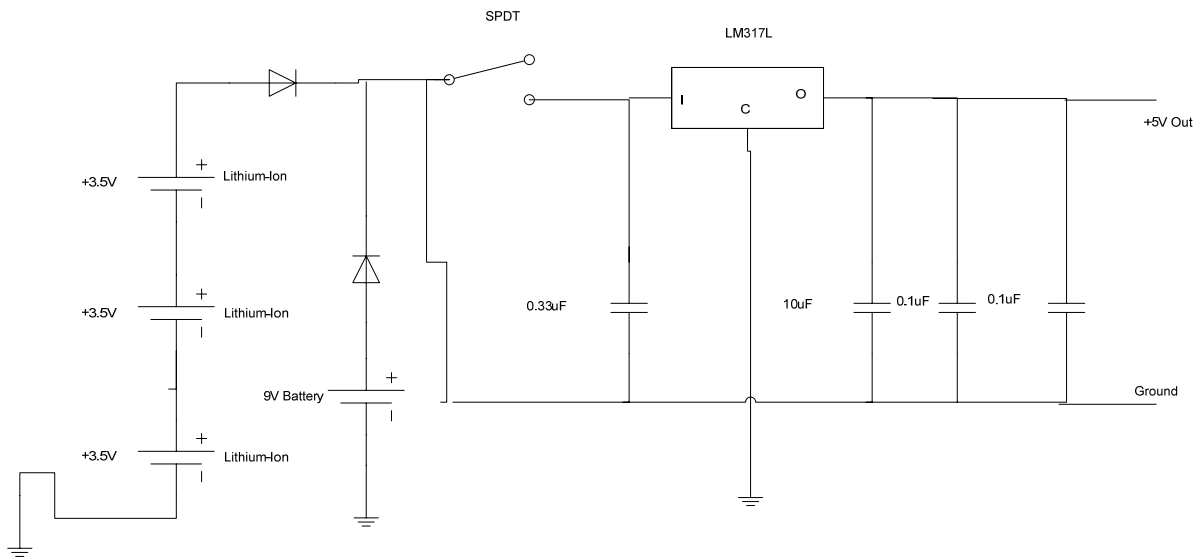 SPDT
LM317L
I
C
O
+5V Out
+
+3.5V
Lithium-Ion
+
+3.5V
Lithium-Ion
0.33uF
10uF
0.1uF
0.1uF
9V Battery
+
Ground
+
+3.5V
Lithium-Ion